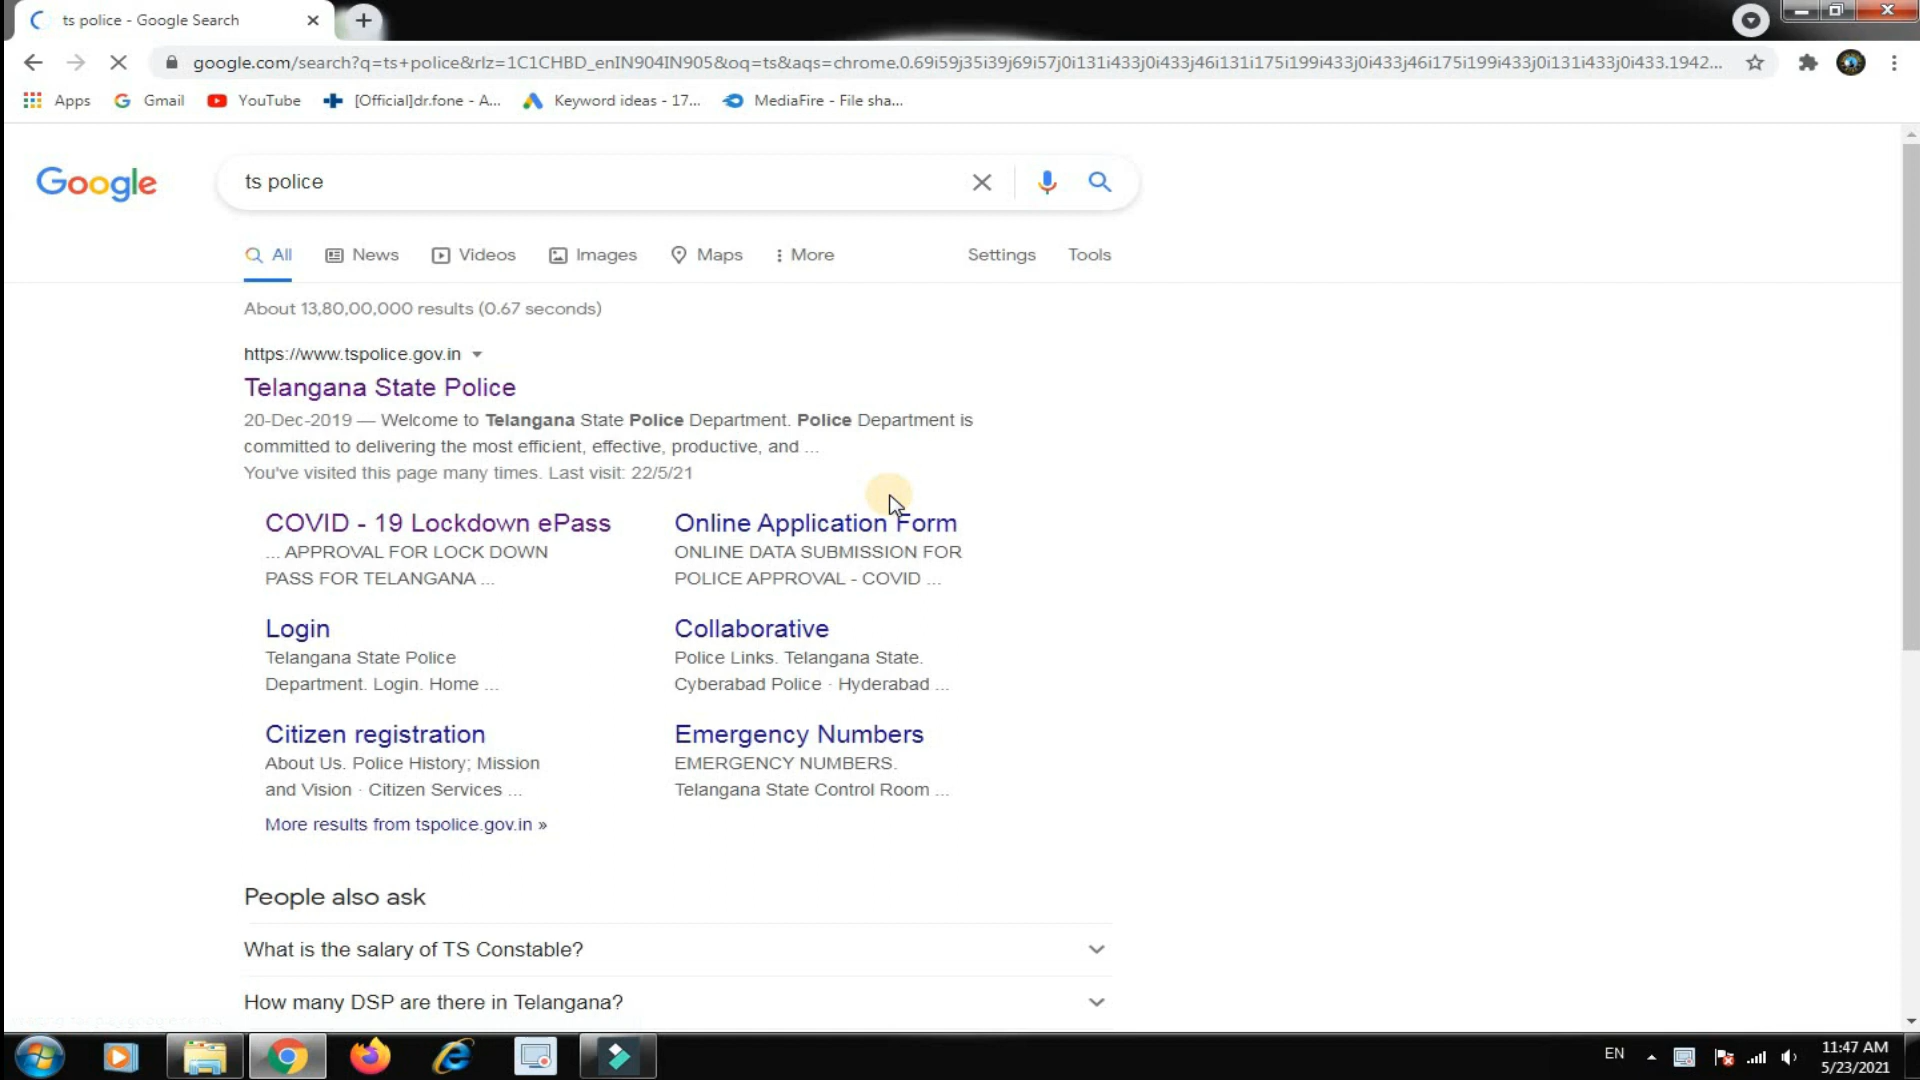 ts police - Google Search
google.com/search?q=ts+police&rlz=1C1CHBD_enIN904IN905&oq=ts&aqs=chrome.0.69i59j35i39j69i57j0i131i433j0i433j46i131i175i199i433j0i433j46i175i199i433j0i131i433j0i433.1942...
Apps Gmail YouTube [Official]dr.fone - A... Keyword ideas - 17... MediaFire - File sha...
Google
ts police
All News Videos Images Maps More Settings Tools
About 13,80,00,000 results (0.67 seconds)
https://www.tspolice.gov.in
Telangana State Police
20-Dec-2019 — Welcome to Telangana State Police Department. Police Department is
committed to delivering the most efficient, effective, productive, and ...
You've visited this page many times. Last visit: 22/5/21
COVID - 19 Lockdown ePass
... APPROVAL FOR LOCK DOWN
PASS FOR TELANGANA ...
Online Application Form
ONLINE DATA SUBMISSION FOR
POLICE APPROVAL - COVID ...
Login
Telangana State Police
Department. Login. Home ...
Collaborative
Police Links. Telangana State.
Cyberabad Police · Hyderabad ...
Citizen registration
About Us. Police History; Mission
and Vision · Citizen Services ...
Emergency Numbers
EMERGENCY NUMBERS.
Telangana State Control Room ...
More results from tspolice.gov.in »
People also ask
What is the salary of TS Constable?
How many DSP are there in Telangana?
EN
11:47 AM
5/23/2021